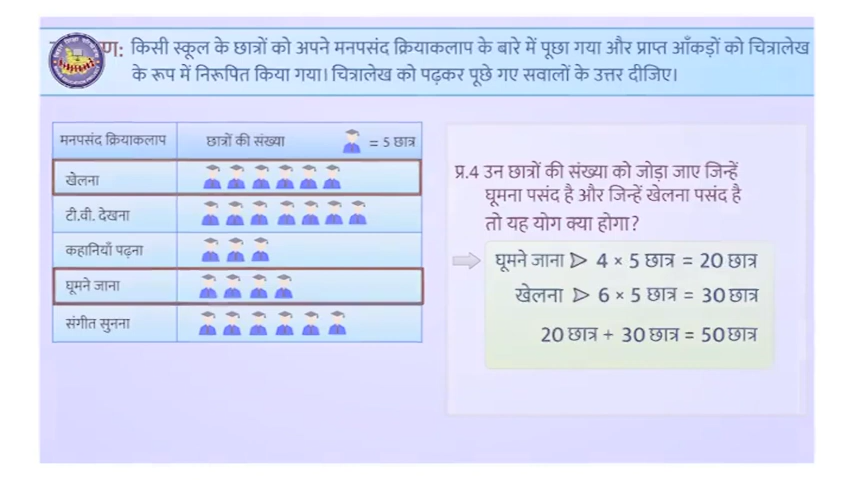 ण: किसी स्कूल के छात्रों को अपने मनपसंद क्रियाकलाप के बारे में पूछा गया और प्राप्त आँकड़ों को चित्रालेख
के रूप में निरूपित किया गया। चित्रालेख को पढ़कर पूछे गए सवालों के उत्तर दीजिए।
मनपसंद क्रियाकलाप छात्रों की संख्या = 5 छात्र
खेलना
टी.वी. देखना
कहानियाँ पढ़ना
घूमने जाना
संगीत सुनना
प्र.4 उन छात्रों की संख्या को जोड़ा जाए जिन्हें
घूमना पसंद है और जिन्हें खेलना पसंद है
तो यह योग क्या होगा?
घूमने जाना ➢ 4 × 5 छात्र = 20 छात्र
खेलना ➢ 6 × 5 छात्र = 30 छात्र
20 छात्र + 30 छात्र = 50 छात्र